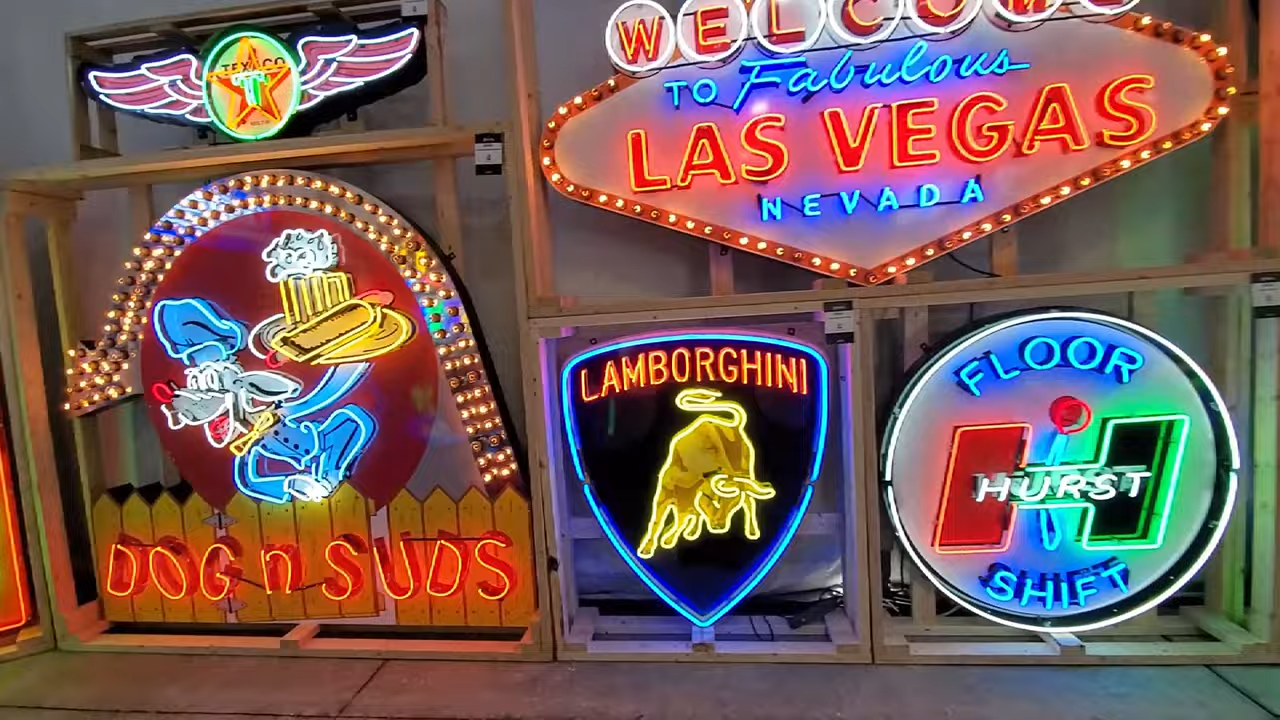 TEXACO
T
WELCOME
TO Fabulous
LAS VEGAS
NEVADA
DOG n SUDS
LAMBORGHINI
FLOOR
H
HURST
SHIFT